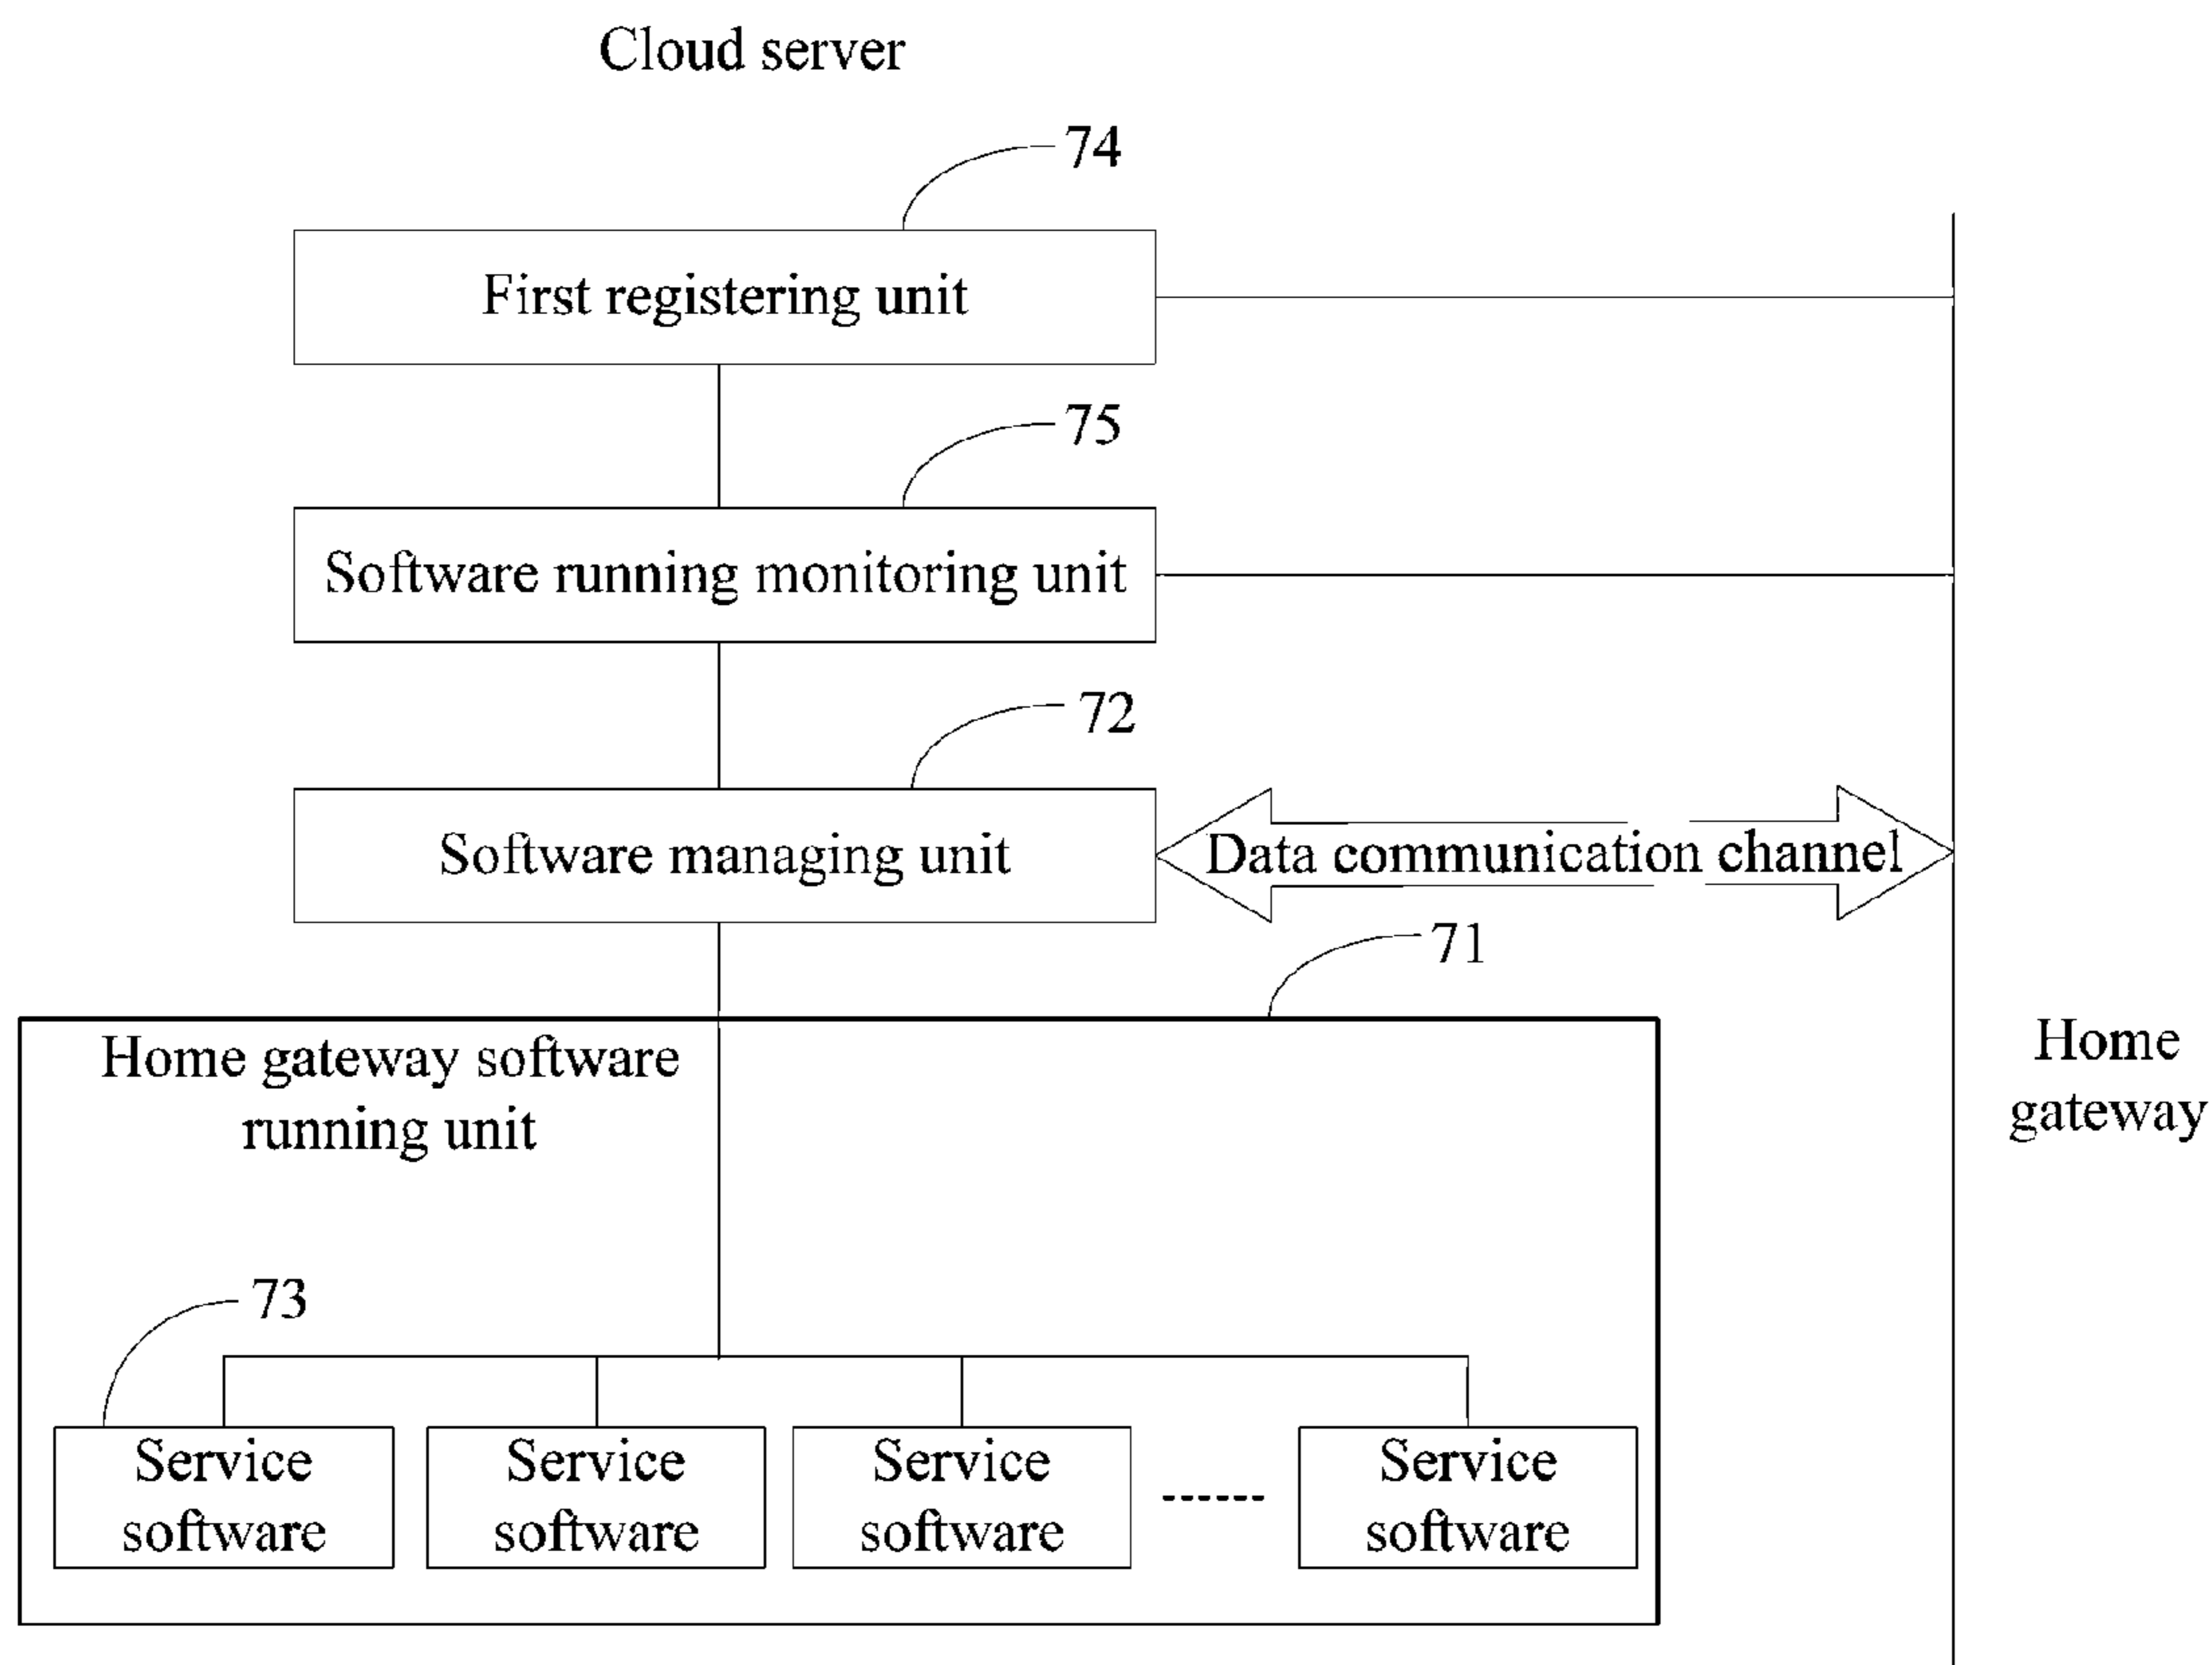 Cloud server
74
First registering unit
75
Software running monitoring unit
72
Software managing unit
Data communication channel
71
Home gateway software
running unit
Home
gateway
73
Service
software
Service
software
Service
software
Service
software